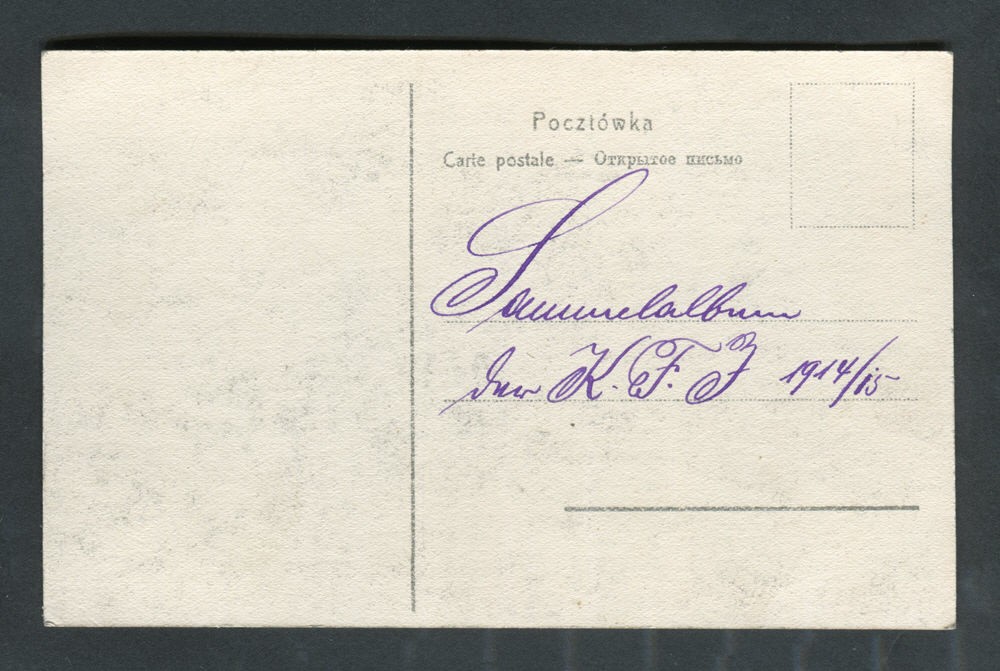 Pocztówka
Carte postale — Открытое письмо
Sammelalbum
der K. F. J 1914/15